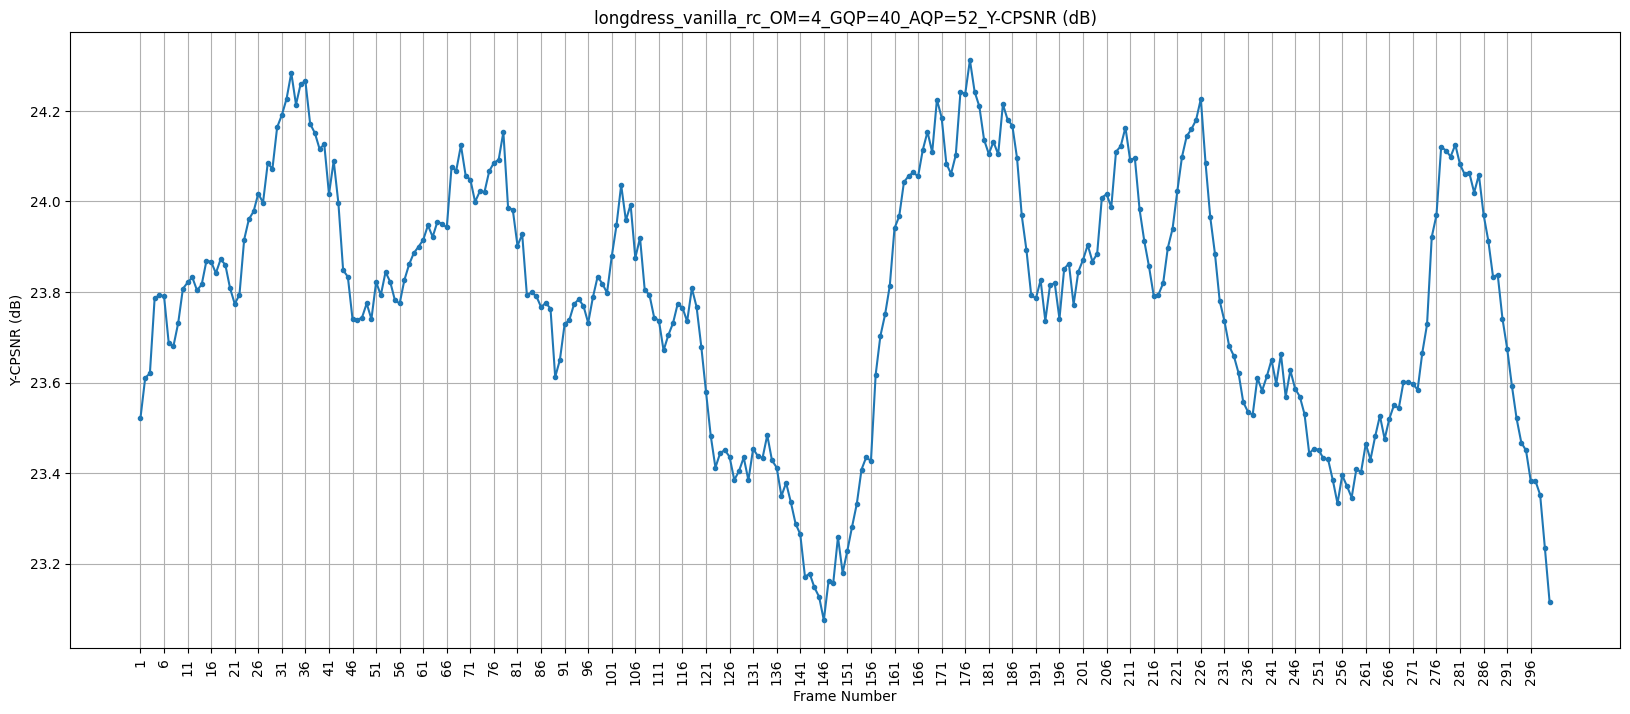 longdress_vanilla_rc_OM=4_GQP=40_AQP=52_Y-CPSNR (dB)
Y-CPSNR (dB)
24.2
24.0
23.8
23.6
23.4
23.2
1 6 11 16 21 26 31 36 41 46 51 56 61 66 71 76 81 86 91 96 101 106 111 116 121 126 131 136 141 146 151 156 161 166 171 176 181 186 191 196 201 206 211 216 221 226 231 236 241 246 251 256 261 266 271 276 281 286 291 296
Frame Number